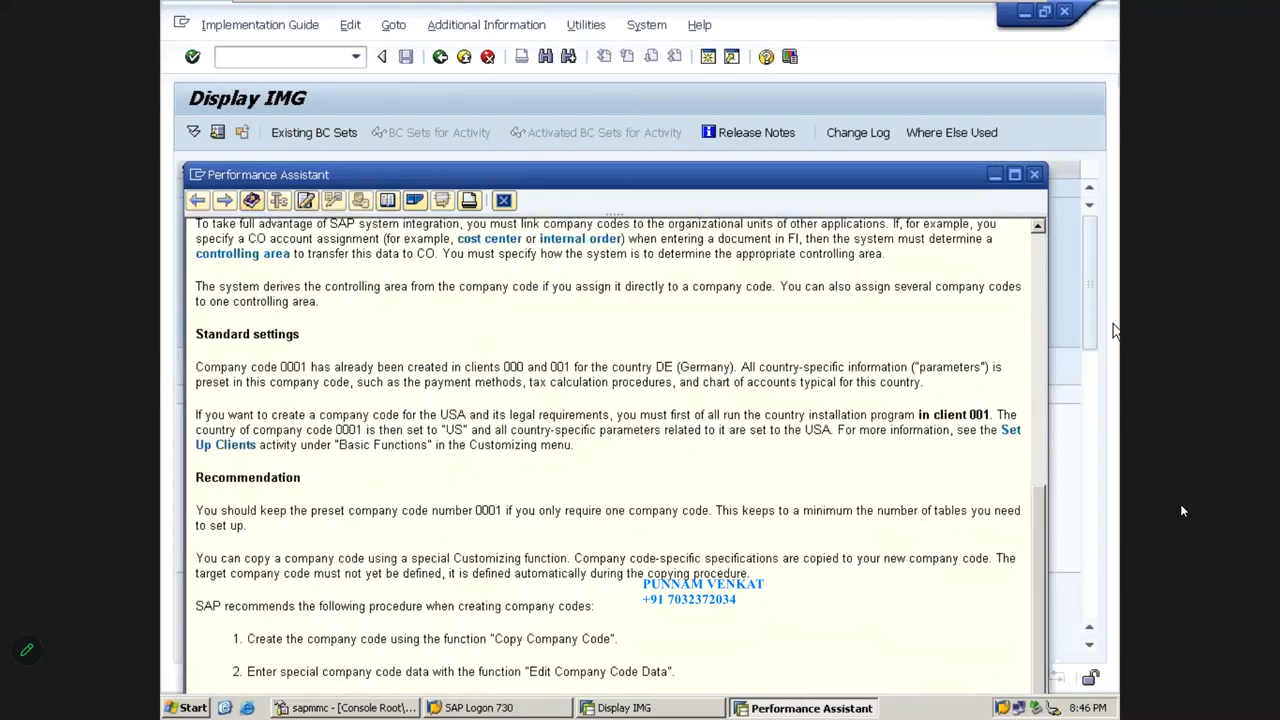 Implementation Guide Edit Goto Additional Information Utilities System Help
Display IMG
Existing BC Sets BC Sets for Activity Activated BC Sets for Activity Release Notes Change Log Where Else Used
Performance Assistant
To take full advantage of SAP system integration, you must link company codes to the organizational units of other applications. If, for example, you
specify a CO account assignment (for example, cost center or internal order) when entering a document in FI, then the system must determine a
controlling area to transfer this data to CO. You must specify how the system is to determine the appropriate controlling area.
The system derives the controlling area from the company code if you assign it directly to a company code. You can also assign several company codes
to one controlling area.
Standard settings
Company code 0001 has already been created in clients 000 and 001 for the country DE (Germany). All country-specific information ("parameters") is
preset in this company code, such as the payment methods, tax calculation procedures, and chart of accounts typical for this country.
If you want to create a company code for the USA and its legal requirements, you must first of all run the country installation program in client 001. The
country of company code 0001 is then set to "US" and all country-specific parameters related to it are set to the USA. For more information, see the Set
Up Clients activity under "Basic Functions" in the Customizing menu.
Recommendation
You should keep the preset company code number 0001 if you only require one company code. This keeps to a minimum the number of tables you need
to set up.
You can copy a company code using a special Customizing function. Company code-specific specifications are copied to your new company code. The
target company code must not yet be defined, it is defined automatically during the copying procedure.
PUNNAM VENKAT
+91 7032372034
SAP recommends the following procedure when creating company codes:
1. Create the company code using the function "Copy Company Code".
2. Enter special company code data with the function "Edit Company Code Data".
Start sapmmc - [Console Root\... SAP Logon 730 Display IMG Performance Assistant 8:46 PM